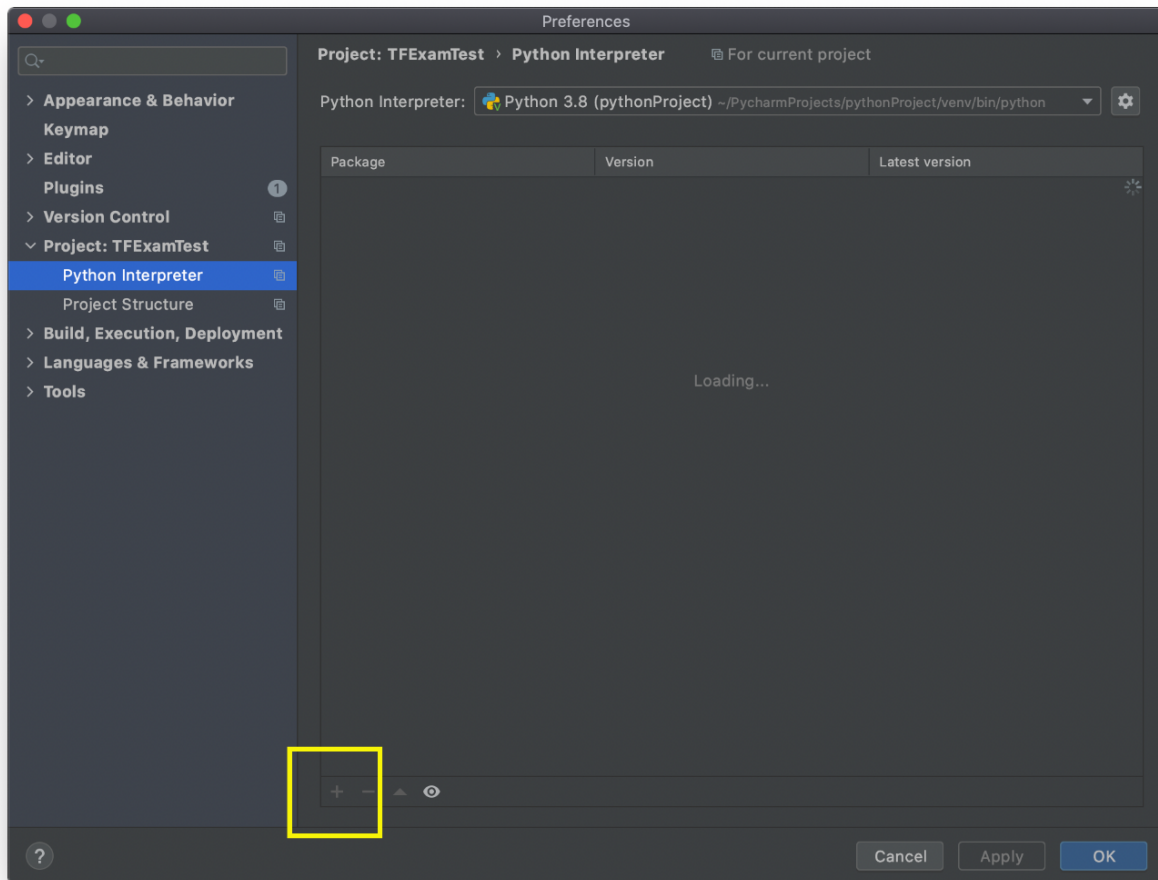 Preferences
Project: TFExamTest › Python Interpreter For current project
Appearance & Behavior
Keymap
Editor
Plugins 1
Version Control
Project: TFExamTest
Python Interpreter
Project Structure
Build, Execution, Deployment
Languages & Frameworks
Tools
Python Interpreter: Python 3.8 (pythonProject) ~/PycharmProjects/pythonProject/venv/bin/python
Package Version Latest version
Loading...
? Cancel Apply OK